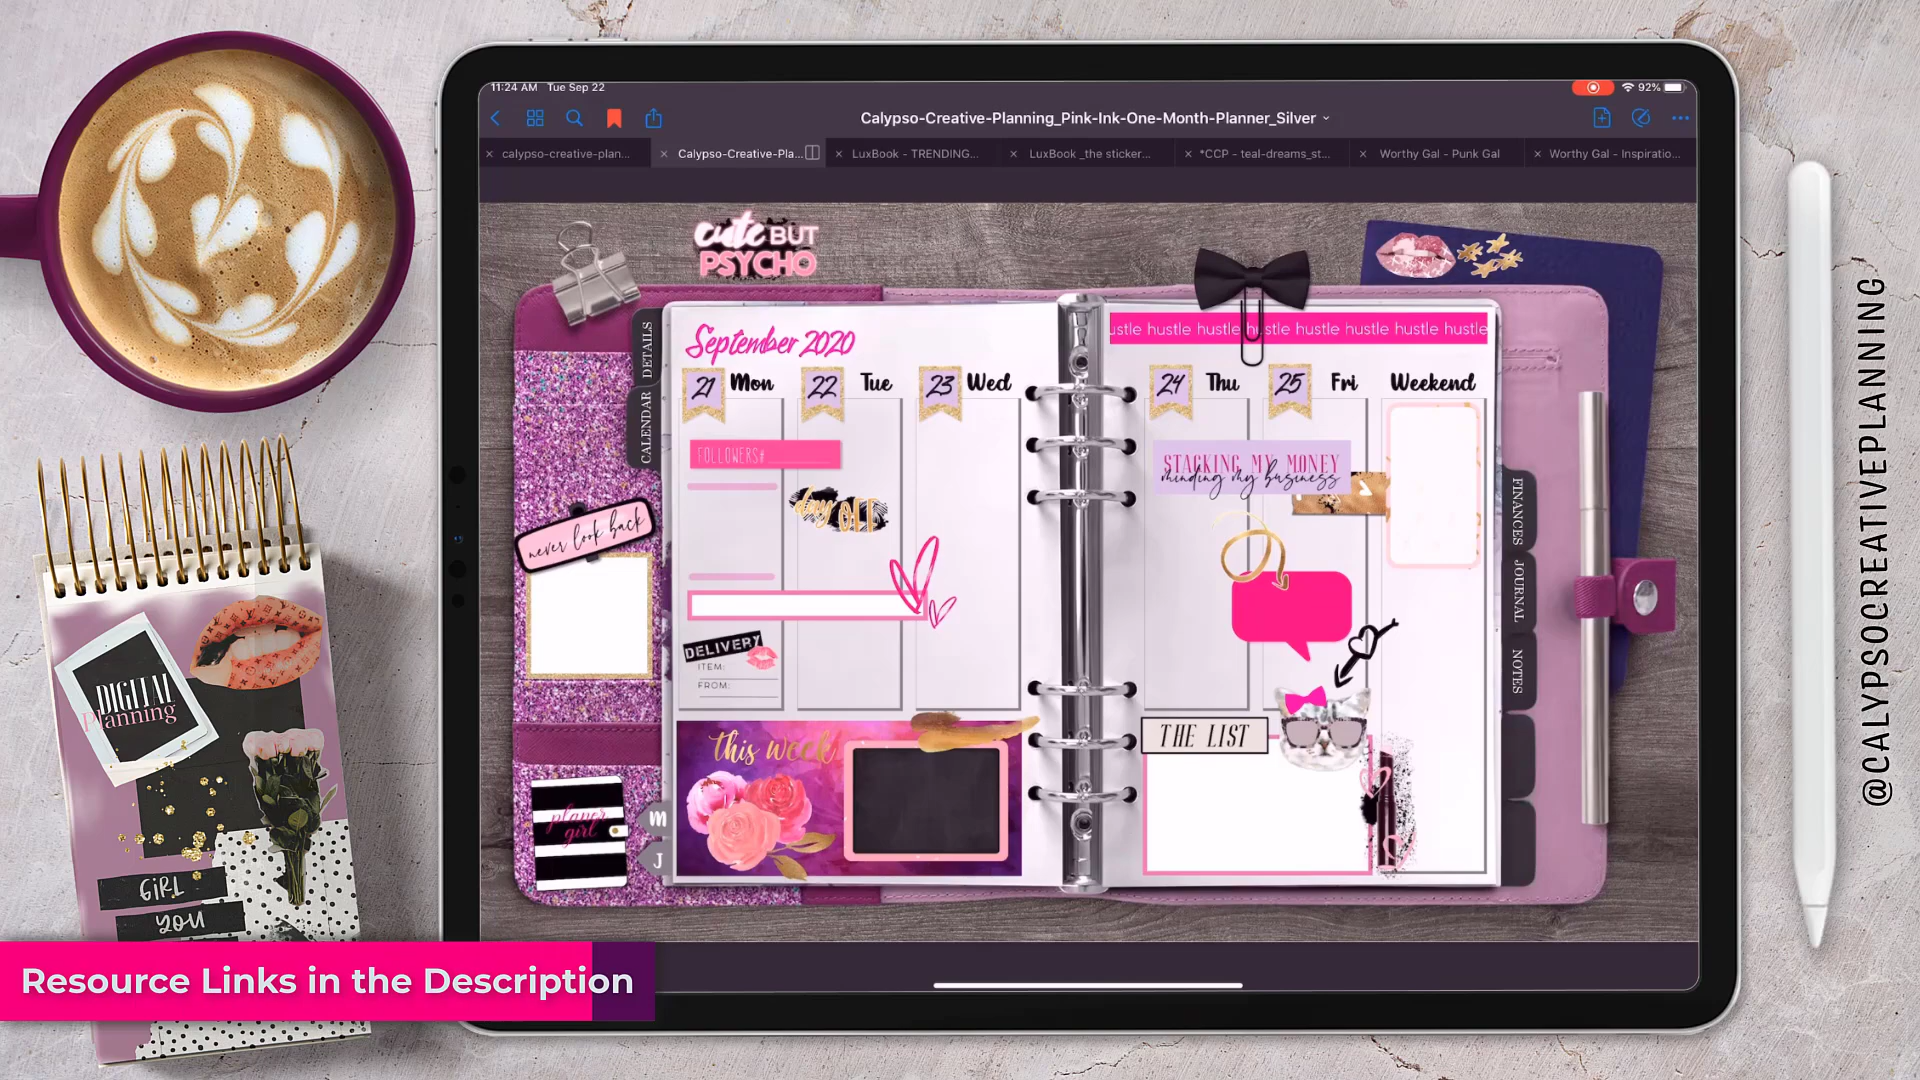 11:24 AM Tue Sep 22
92%
Calypso-Creative-Planning_Pink-Ink-One-Month-Planner_Silver
calypso-creative-plan...
Calypso-Creative-Pla...
LuxBook - TRENDING...
LuxBook _the sticker...
*CCP - teal-dreams_st...
Worthy Gal - Punk Gal
Worthy Gal - Inspiratio...
cute BUT
PSYCHO
September 2020
ustle hustle hustle hustle hustle hustle hustle hustle
21 Mon
22 Tue
23 Wed
24 Thu
25 Fri
Weekend
DETAILS
CALENDAR
FOLLOWERS#
day OFF
STACKING MY MONEY
minding my business
never look back
DELIVERY
ITEM:
FROM:
this week
THE LIST
planer
girl
M
J
FINANCES
JOURNAL
NOTES
DIGITAL
Planning
GIRL
YOU
Resource Links in the Description
@CALYPSOCREATIVEPLANNING